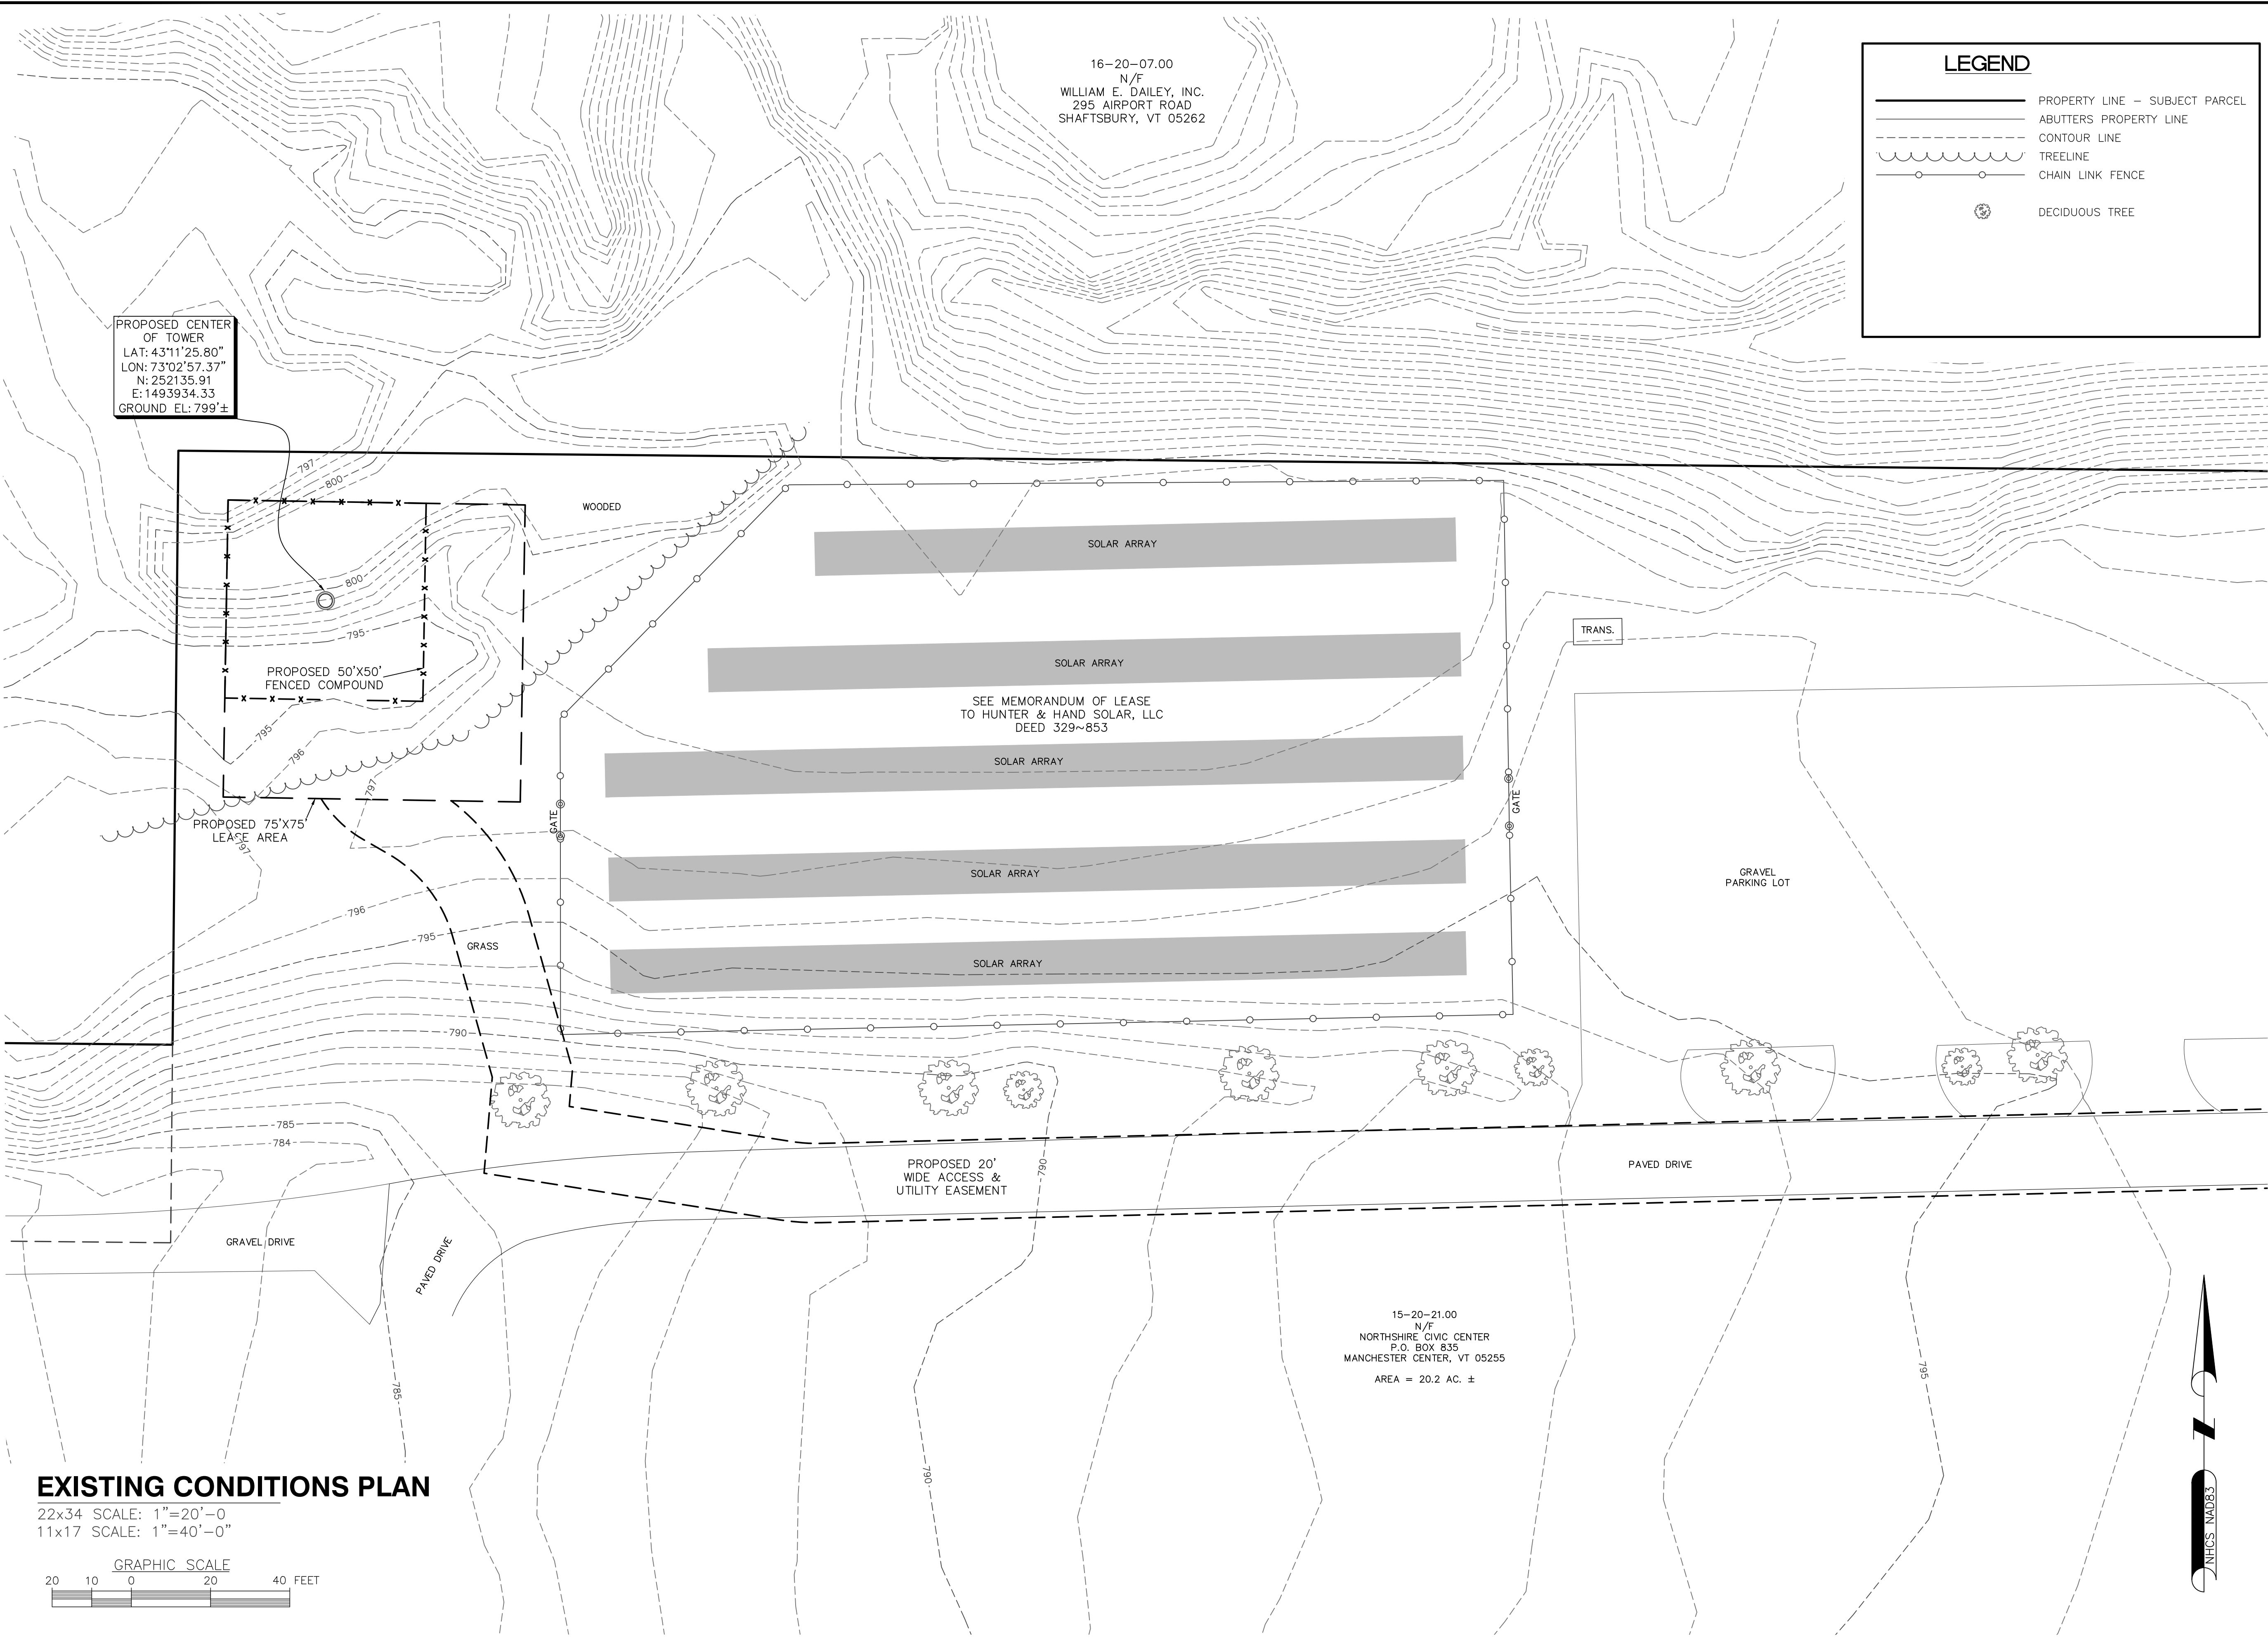 16-20-07.00
N/F
WILLIAM E. DAILEY, INC.
295 AIRPORT ROAD
SHAFTSBURY, VT 05262
LEGEND
PROPERTY LINE - SUBJECT PARCEL
ABUTTERS PROPERTY LINE
CONTOUR LINE
TREELINE
CHAIN LINK FENCE
DECIDUOUS TREE
PROPOSED CENTER
OF TOWER
LAT: 43°11'25.80"
LON: 73°02'57.37"
N: 252135.91
E: 1493934.33
GROUND EL: 799'±
797
800
WOODED
800
795
PROPOSED 50'X50'
FENCED COMPOUND
795
796
797
PROPOSED 75'X75'
LEASE AREA
797
796
795
GRASS
790
785
784
SOLAR ARRAY
SOLAR ARRAY
SEE MEMORANDUM OF LEASE
TO HUNTER & HAND SOLAR, LLC
DEED 329~853
SOLAR ARRAY
SOLAR ARRAY
SOLAR ARRAY
GATE
GATE
TRANS.
GRAVEL
PARKING LOT
PROPOSED 20'
WIDE ACCESS &
UTILITY EASEMENT
790
PAVED DRIVE
GRAVEL DRIVE
PAVED DRIVE
785
790
795
15-20-21.00
N/F
NORTHSHIRE CIVIC CENTER
P.O. BOX 835
MANCHESTER CENTER, VT 05255
AREA = 20.2 AC. ±
N
NHCS NAD83
EXISTING CONDITIONS PLAN
22x34 SCALE: 1"=20'-0
11x17 SCALE: 1"=40'-0"
GRAPHIC SCALE
20 10 0 20 40 FEET